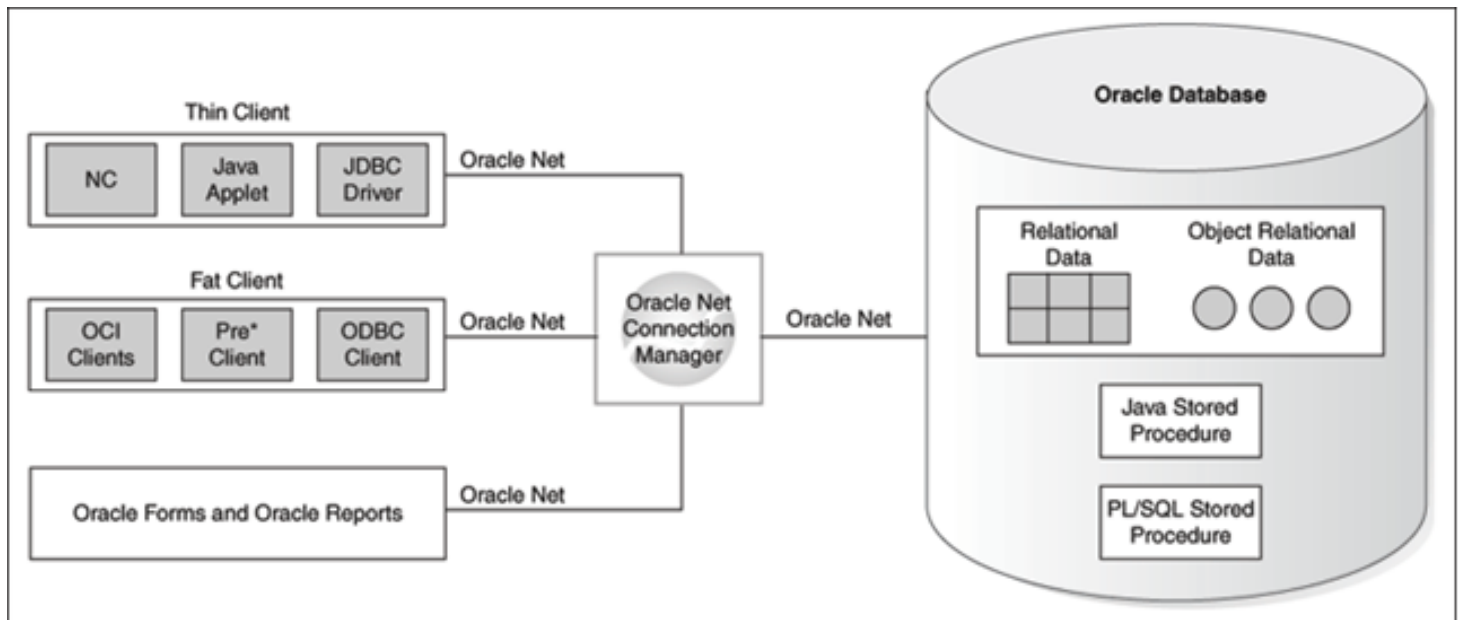 Thin Client
NC
Java
Applet
JDBC
Driver
Oracle Net
Fat Client
OCI
Clients
Pre*
Client
ODBC
Client
Oracle Net
Oracle Forms and Oracle Reports
Oracle Net
Oracle Net
Connection
Manager
Oracle Net
Oracle Database
Relational
Data
Object Relational
Data
Java Stored
Procedure
PL/SQL Stored
Procedure